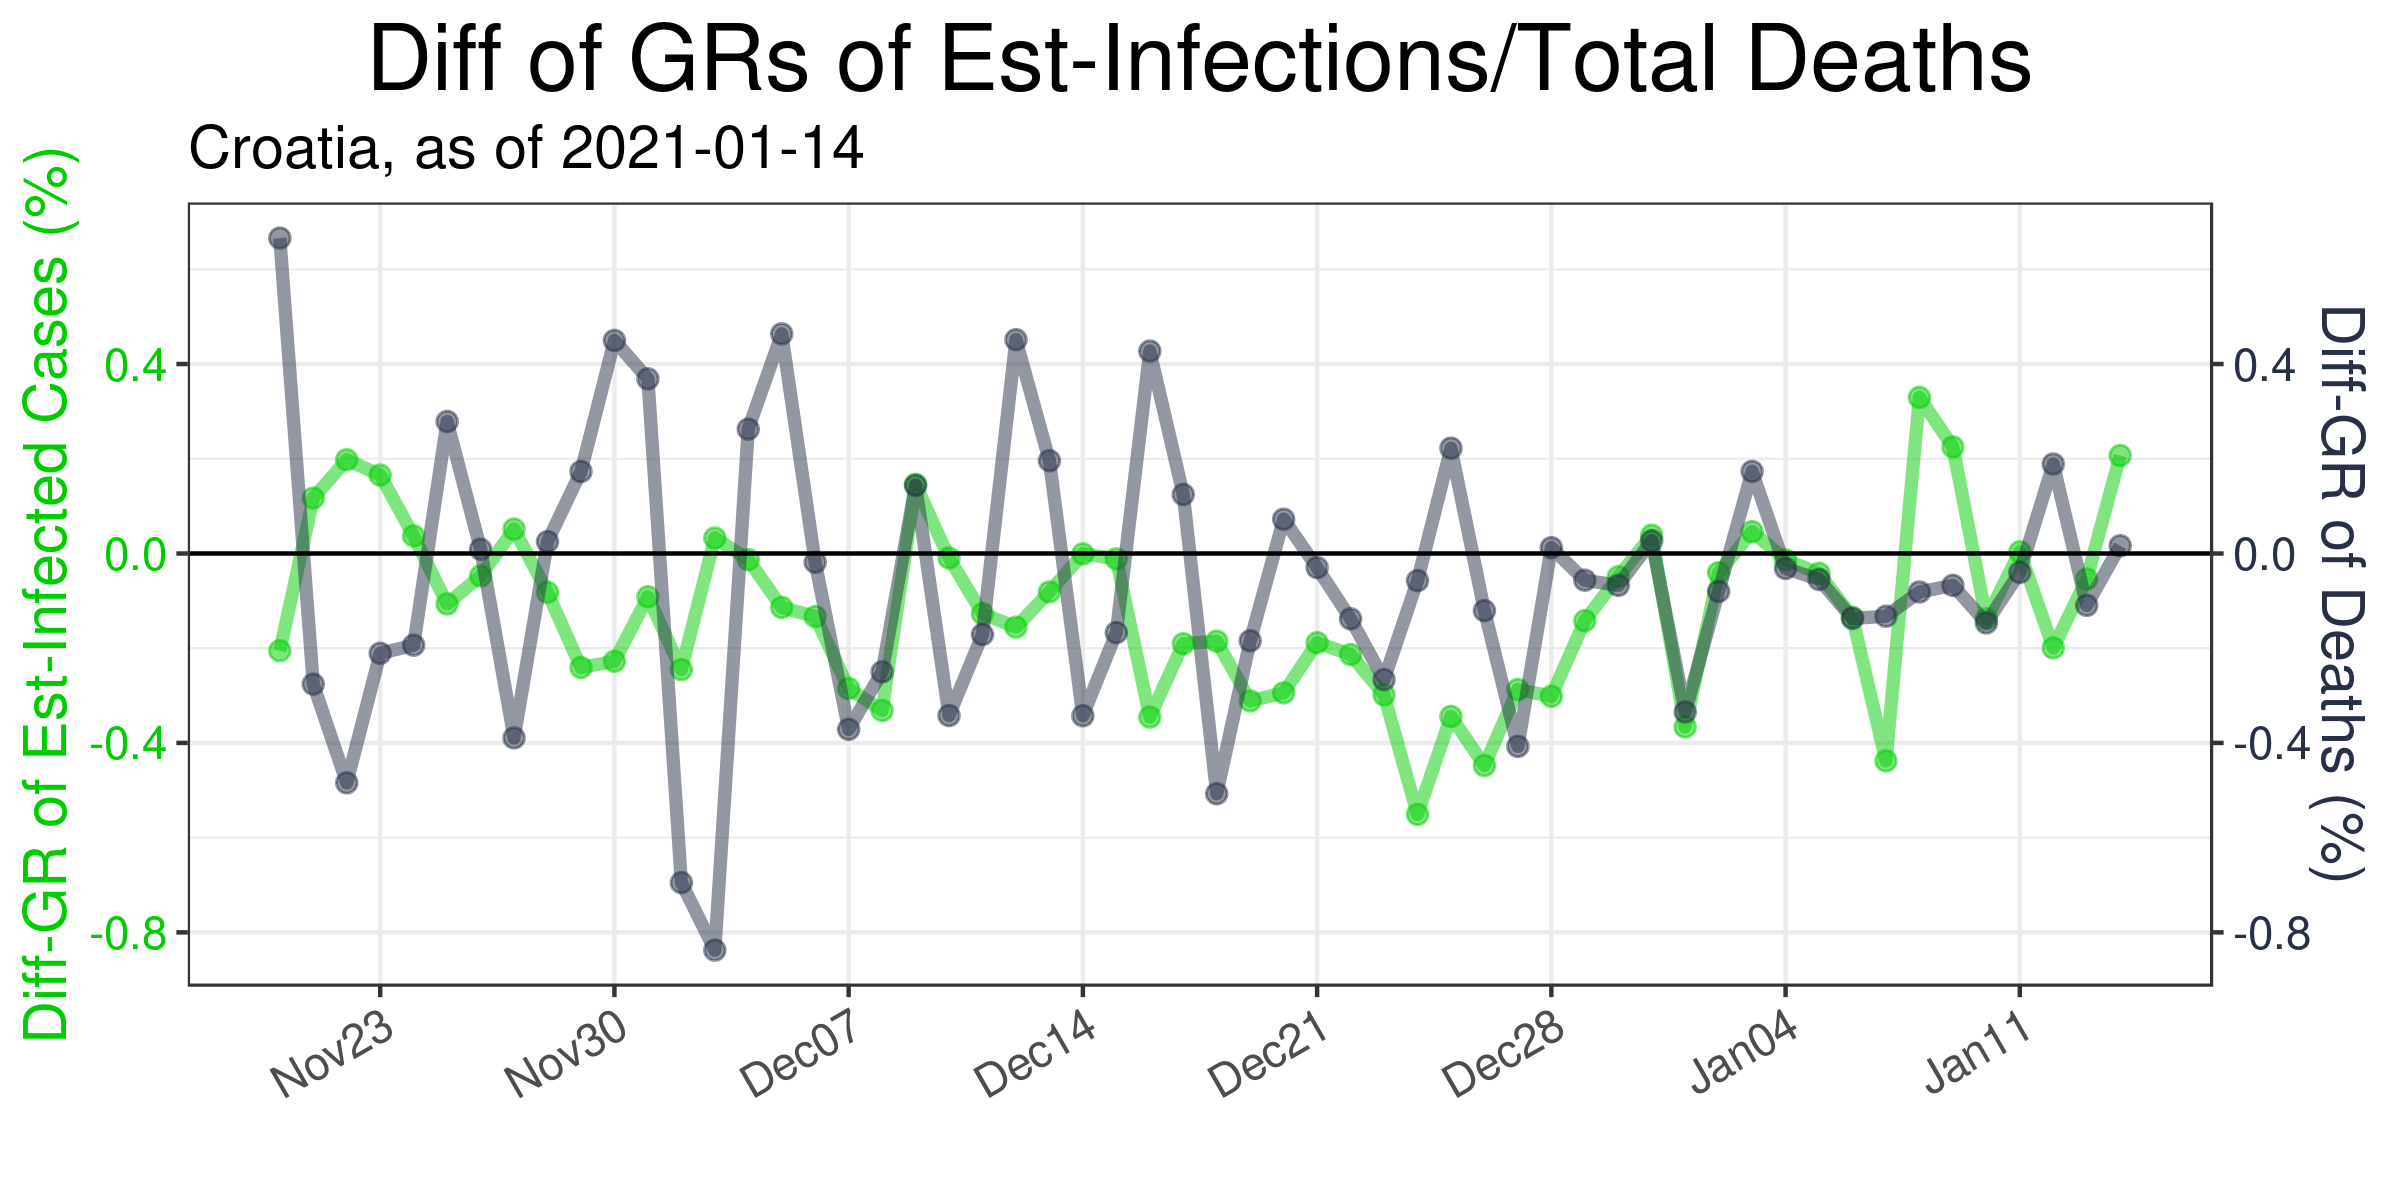 Diff of GRs of Est-Infections/Total Deaths
Croatia, as of 2021-01-14
Diff-GR of Est-Infected Cases (%)
0.4
0.0
-0.4
-0.8
0.4
0.0
-0.4
-0.8
Diff-GR of Deaths (%)
Nov23
Nov30
Dec07
Dec14
Dec21
Dec28
Jan04
Jan11